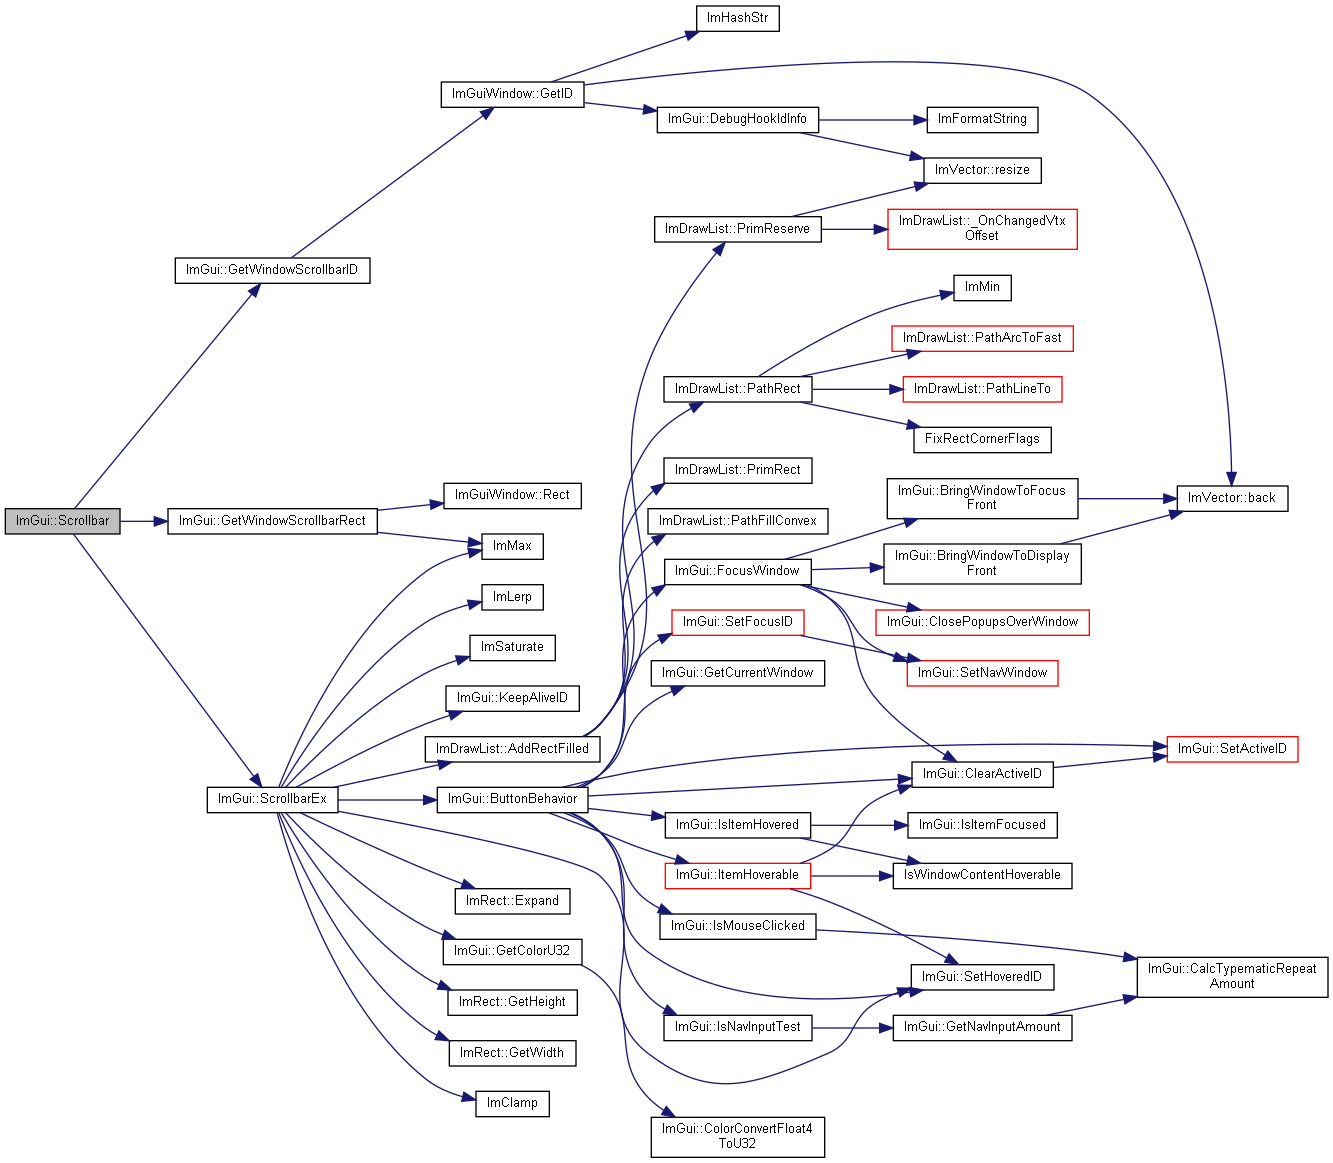 ImHashStr
ImGuiWindow::GetID
ImGui::DebugHookIdInfo
ImFormatString
ImVector::resize
ImDrawList::PrimReserve
ImDrawList::_OnChangedVtx
Offset
ImGui::GetWindowScrollbarID
ImMin
ImDrawList::PathArcToFast
ImDrawList::PathRect
ImDrawList::PathLineTo
FixRectCornerFlags
ImDrawList::PrimRect
ImGui::BringWindowToFocus
Front
ImVector::back
ImGuiWindow::Rect
ImGui::Scrollbar
ImGui::GetWindowScrollbarRect
ImDrawList::PathFillConvex
ImMax
ImGui::BringWindowToDisplay
Front
ImGui::FocusWindow
ImLerp
ImGui::SetFocusID
ImGui::ClosePopupsOverWindow
ImSaturate
ImGui::GetCurrentWindow
ImGui::SetNavWindow
ImGui::KeepAliveID
ImDrawList::AddRectFilled
ImGui::SetActiveID
ImGui::ClearActiveID
ImGui::ScrollbarEx
ImGui::ButtonBehavior
ImGui::IsItemHovered
ImGui::IsItemFocused
ImGui::ItemHoverable
IsWindowContentHoverable
ImRect::Expand
ImGui::IsMouseClicked
ImGui::GetColorU32
ImGui::SetHoveredID
ImGui::CalcTypematicRepeat
Amount
ImRect::GetHeight
ImGui::IsNavInputTest
ImGui::GetNavInputAmount
ImRect::GetWidth
ImClamp
ImGui::ColorConvertFloat4
ToU32